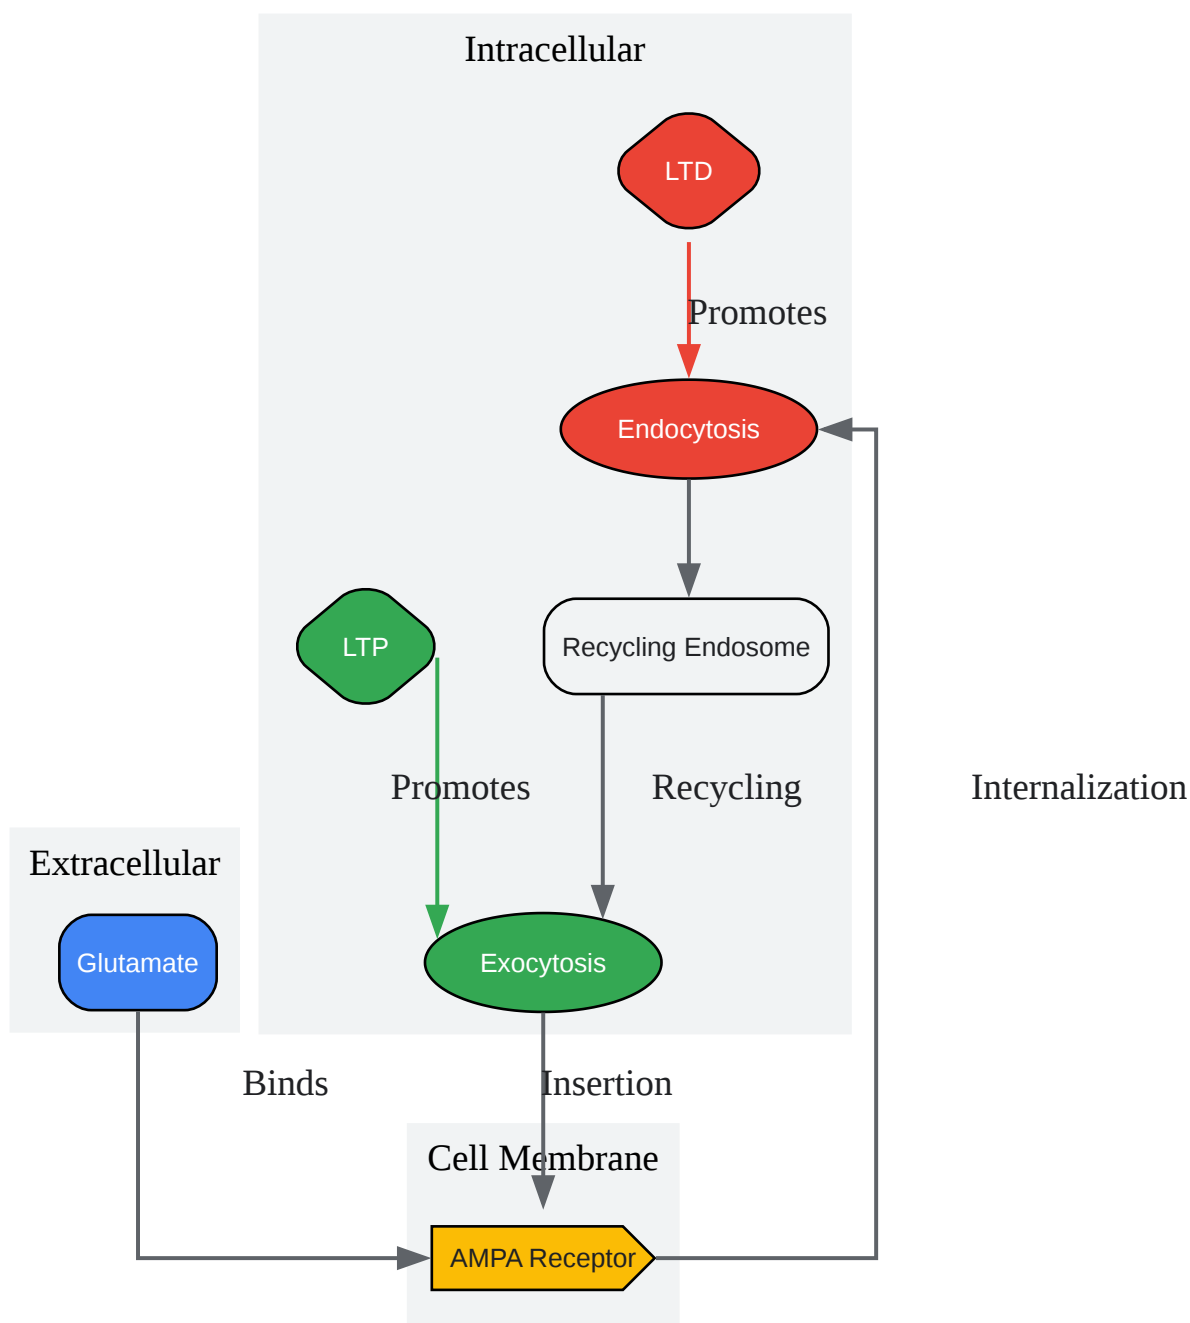 Intracellular
LTD
Promotes
Endocytosis
LTP
Recycling Endosome
Promotes
Recycling
Internalization
Extracellular
Glutamate
Exocytosis
Binds
Insertion
Cell Membrane
AMPA Receptor